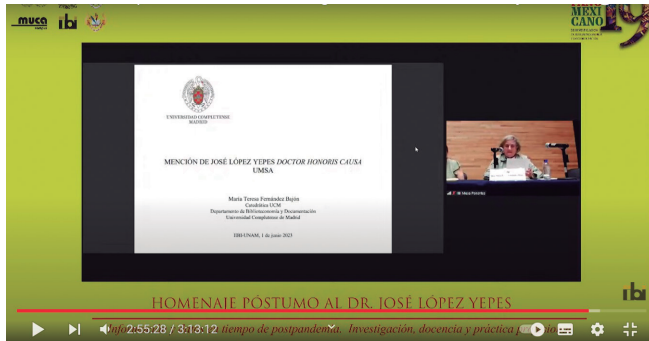 muca
ibi
MEXI
CANO
19
UNIVERSIDAD COMPLUTENSE
MADRID
MENCIÓN DE JOSÉ LÓPEZ YEPES DOCTOR HONORIS CAUSA
UMSA
María Teresa Fernández Bajón
Catedrática UCM
Departamento de Biblioteconomía y Documentación
Universidad Complutense de Madrid
IIBI-UNAM, 1 de junio 2023
ibi
HOMENAJE PÓSTUMO AL DR. JOSÉ LÓPEZ YEPES
tiempo de postpandemia. Investigación, docencia y práctica
2:55:28 / 3:13:12